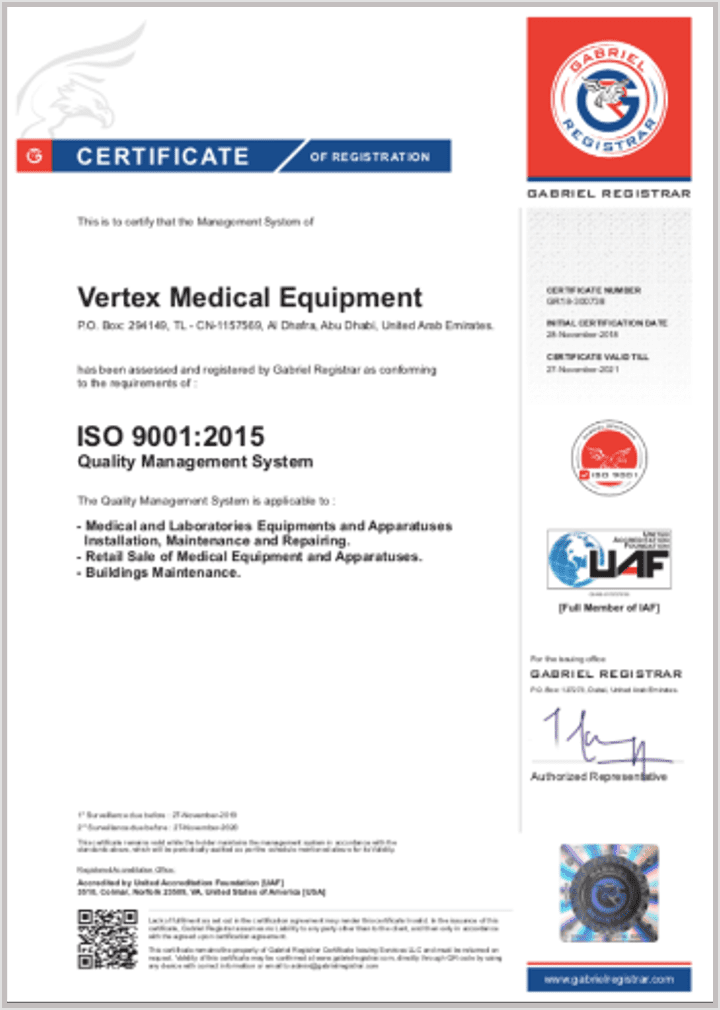 CERTIFICATE OF REGISTRATION
This is to certify that the Management System of
Vertex Medical Equipment
P.O. Box: 294149, TL - CN-1157569, Al Dhafra, Abu Dhabi, United Arab Emirates.
has been assessed and registered by Gabriel Registrar as conforming
to the requirements of :
ISO 9001:2015
Quality Management System
The Quality Management System is applicable to :
- Medical and Laboratories Equipments and Apparatuses
Installation, Maintenance and Repairing.
- Retail Sale of Medical Equipment and Apparatuses.
- Buildings Maintenance.
1st Surveillance due before : 27-November-2019
2nd Surveillance due before : 27-November-2020
This certificate remains valid while the holder maintains the management system in accordance with the
standards above, which will be periodically audited as per the schedule mentioned above for its validity.
Registered Accreditation Office.
Accredited by United Accreditation Foundation [UAF]
Norfolk 23509, VA, United States of America [USA]
Lack of fulfilment as set out in the certification agreement may render this certificate invalid. In the issuance of this
certificate, Gabriel Registrar assumes no Liability to any party other than to the client, and then only in accordance
with the agreed upon certification agreement.
This certificate remains the property of Gabriel Registrar Certificate Issuing Services LLC and must be returned on
request. Validity of this certificate may be confirmed at www.gabrielregistrar.com, directly through QR code by using
any device with correct information or email to admin@gabrielregistrar.com
GABRIEL
REGISTRAR
GABRIEL REGISTRAR
CERTIFICATE NUMBER
INITIAL CERTIFICATION DATE
28-November-2018
CERTIFICATE VALID TILL
27-November-2021
ISO 9001
UNITED
ACCREDITATION
FOUNDATION
UAF
[Full Member of IAF]
For the issuing office
GABRIEL REGISTRAR
Dubai, United Arab Emirates.
Authorized Representative
www.gabrielregistrar.com